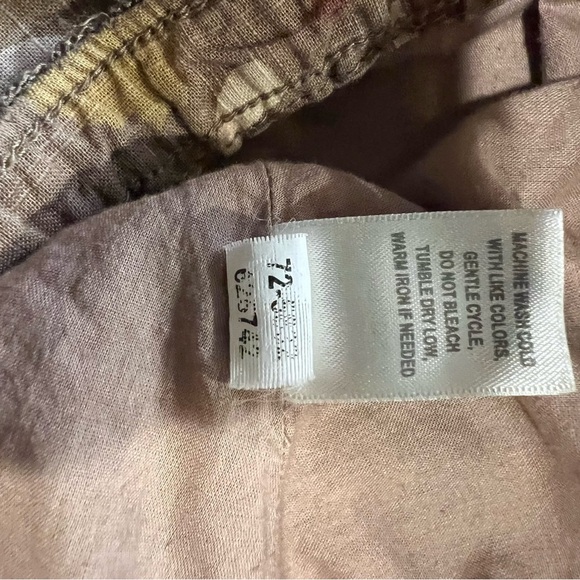 MACHINE WASH COLD
WITH LIKE COLORS,
GENTLE CYCLE,
DO NOT BLEACH
TUMBLE DRY LOW,
WARM IRON IF NEEDED